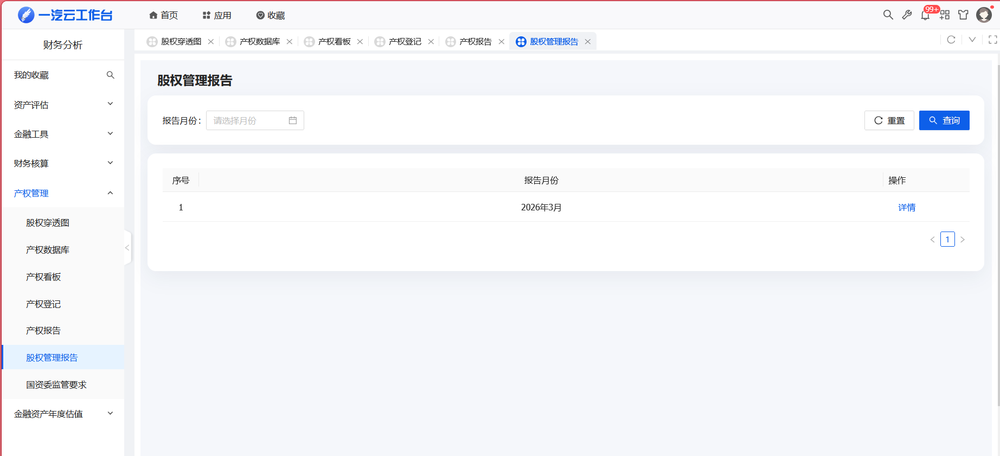 一汽云工作台
首页
应用
收藏
99+
财务分析
股权穿透图
产权数据库
产权看板
产权登记
产权报告
股权管理报告
我的收藏
资产评估
金融工具
财务核算
产权管理
股权穿透图
产权数据库
产权看板
产权登记
产权报告
股权管理报告
国资委监管要求
金融资产年度估值
股权管理报告
报告月份：
请选择月份
重置
查询
序号 报告月份 操作
1 2026年3月 详情
1